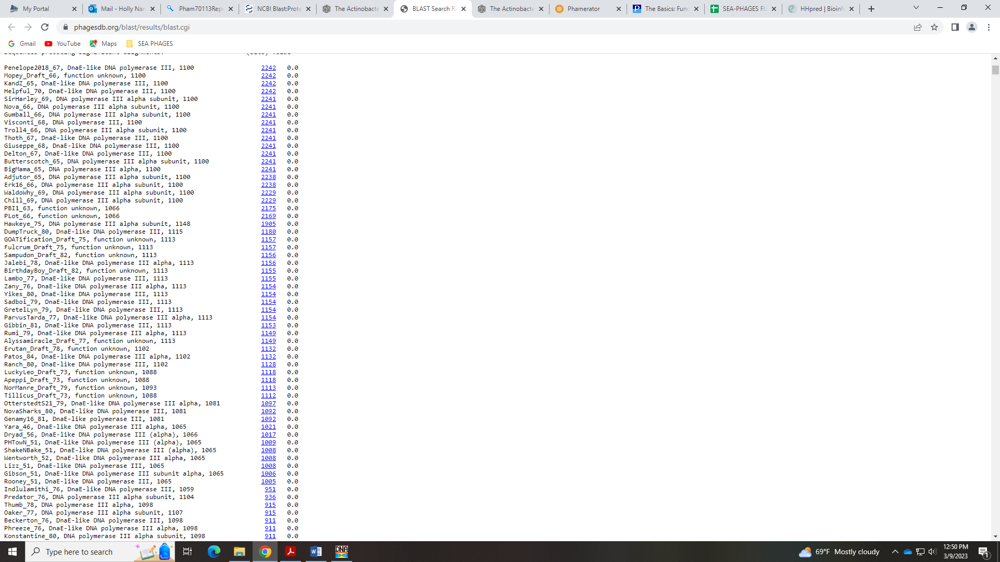 My Portal
Mail - Holly Nan
Pham70113Repo
NCBI Blast:Prote
The Actinobacte
BLAST Search Re
The Actinobacte
Phamerator
The Basics: Func
SEA-PHAGES FU
HHpred | Bioinfo
phagesdb.org/blast/results/blast.cgi
Gmail YouTube Maps SEA PHAGES
Sequences producing significant alignments: (bits) Value
Penelope2018_67, DnaE-like DNA polymerase III, 1100 2242 0.0
Mopey_Draft_66, function unknown, 1100 2242 0.0
KandZ_65, DnaE-like DNA polymerase III, 1100 2242 0.0
Helpful_70, DnaE-like DNA polymerase III, 1100 2242 0.0
SirHarley_69, DNA polymerase III alpha subunit, 1100 2241 0.0
Nova_66, DNA polymerase III alpha subunit, 1100 2241 0.0
Gumball_66, DNA polymerase III alpha subunit, 1100 2241 0.0
Visconti_68, DNA polymerase III, 1100 2241 0.0
Troll4_66, DNA polymerase III alpha subunit, 1100 2241 0.0
Thoth_67, DnaE-like DNA polymerase III, 1100 2241 0.0
Giuseppe_68, DnaE-like DNA polymerase III, 1100 2241 0.0
Delton_67, DnaE-like DNA polymerase III, 1100 2241 0.0
Butterscotch_65, DNA polymerase III alpha subunit, 1100 2241 0.0
BigMama_65, DNA polymerase III alpha, 1100 2241 0.0
Adjutor_65, DNA polymerase III alpha subunit, 1100 2238 0.0
Erk16_66, DNA polymerase III alpha subunit, 1100 2238 0.0
WaldoWhy_69, DNA polymerase III alpha subunit, 1100 2229 0.0
Chill_69, DNA polymerase III alpha subunit, 1100 2229 0.0
PBI1_63, function unknown, 1066 2175 0.0
PLot_66, function unknown, 1066 2169 0.0
Hawkeye_75, DNA polymerase III alpha subunit, 1148 1905 0.0
DumpTruck_80, DnaE-like DNA polymerase III, 1115 1180 0.0
GOATification_Draft_75, function unknown, 1113 1157 0.0
Fulcrum_Draft_75, function unknown, 1113 1157 0.0
Sampudon_Draft_82, function unknown, 1113 1156 0.0
Jalebi_78, DnaE-like DNA polymerase III alpha, 1113 1156 0.0
BirthdayBoy_Draft_82, function unknown, 1113 1155 0.0
Lambo_77, DnaE-like DNA polymerase III, 1113 1155 0.0
Zany_76, DnaE-like DNA polymerase III alpha, 1113 1154 0.0
Yikes_80, DnaE-like DNA polymerase III, 1113 1154 0.0
Sadboi_79, DnaE-like DNA polymerase III, 1113 1154 0.0
GretelLyn_79, DnaE-like DNA polymerase III, 1113 1154 0.0
ParvusTarda_77, DnaE-like DNA polymerase III alpha, 1113 1154 0.0
Gibbin_81, DnaE-like DNA polymerase III, 1113 1153 0.0
Rumi_79, DnaE-like DNA polymerase III alpha, 1113 1149 0.0
Alyssamiracle_Draft_77, function unknown, 1113 1149 0.0
Erutan_Draft_78, function unknown, 1102 1132 0.0
Patos_84, DnaE-like DNA polymerase III alpha, 1102 1132 0.0
Ranch_80, DnaE-like DNA polymerase III, 1102 1128 0.0
LuckyLeo_Draft_73, function unknown, 1088 1118 0.0
Apeppi_Draft_73, function unknown, 1088 1118 0.0
NorManre_Draft_79, function unknown, 1093 1113 0.0
Tillicus_Draft_73, function unknown, 1088 1112 0.0
OtterstedtS21_79, DnaE-like DNA polymerase III alpha, 1081 1097 0.0
NovaSharks_80, DnaE-like DNA polymerase III, 1081 1092 0.0
Genamy16_81, DnaE-like polymerase III, 1081 1092 0.0
Yara_46, DnaE-like DNA polymerase III alpha, 1065 1021 0.0
Dryad_56, DnaE-like DNA polymerase III (alpha), 1066 1017 0.0
PHTowN_51, DnaE-like DNA polymerase III (alpha), 1065 1009 0.0
ShakeNBake_51, DnaE-like DNA polymerase III (alpha), 1065 1008 0.0
Wentworth_52, DnaE-like DNA polymerase III alpha, 1065 1008 0.0
Lizz_51, DnaE-like DNA polymerase III, 1065 1008 0.0
Gibson_51, DnaE-like DNA polymerase III subunit alpha, 1065 1006 0.0
Rooney_51, DnaE-like DNA polymerase III, 1065 1005 0.0
Indlulamithi_76, DnaE-like DNA polymerase III, 1059 951 0.0
Predator_76, DNA polymerase III alpha subunit, 1104 936 0.0
Thumb_78, DNA polymerase III alpha, 1098 915 0.0
Oaker_77, DNA polymerase III alpha subunit, 1107 915 0.0
Beckerton_76, DnaE-like DNA polymerase III, 1098 911 0.0
Phreeze_76, DnaE-like DNA polymerase III alpha, 1098 911 0.0
Konstantine_80, DNA polymerase III alpha subunit, 1098 911 0.0
Type here to search
DNA
69°F Mostly cloudy
12:50 PM
3/9/2023
1